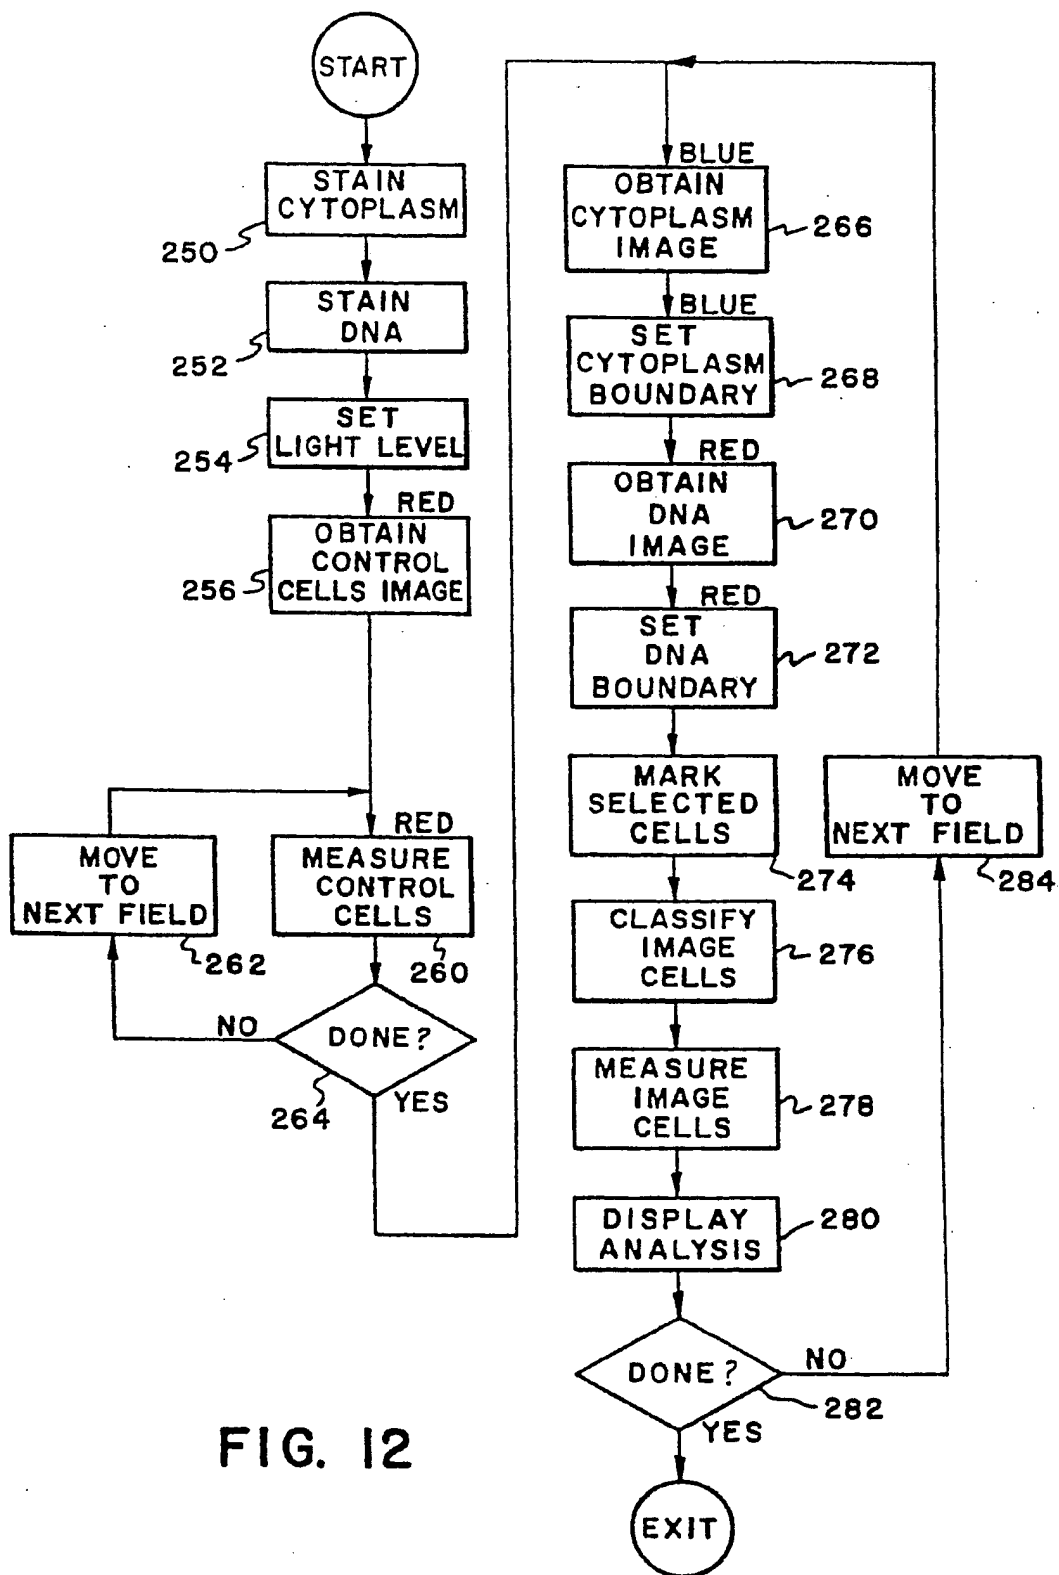 START
STAIN
CYTOPLASM
250
STAIN
DNA
252
SET
LIGHT LEVEL
254
RED
OBTAIN
CONTROL
CELLS IMAGE
256
RED
MEASURE
CONTROL
CELLS
260
MOVE
TO
NEXT FIELD
262
DONE?
NO
YES
264
BLUE
OBTAIN
CYTOPLASM
IMAGE
266
BLUE
SET
CYTOPLASM
BOUNDARY
268
RED
OBTAIN
DNA
IMAGE
270
RED
SET
DNA
BOUNDARY
272
MARK
SELECTED
CELLS
274
CLASSIFY
IMAGE
CELLS
276
MEASURE
IMAGE
CELLS
278
DISPLAY
ANALYSIS
280
DONE?
NO
282
YES
EXIT
MOVE
TO
NEXT FIELD
284
FIG. 12